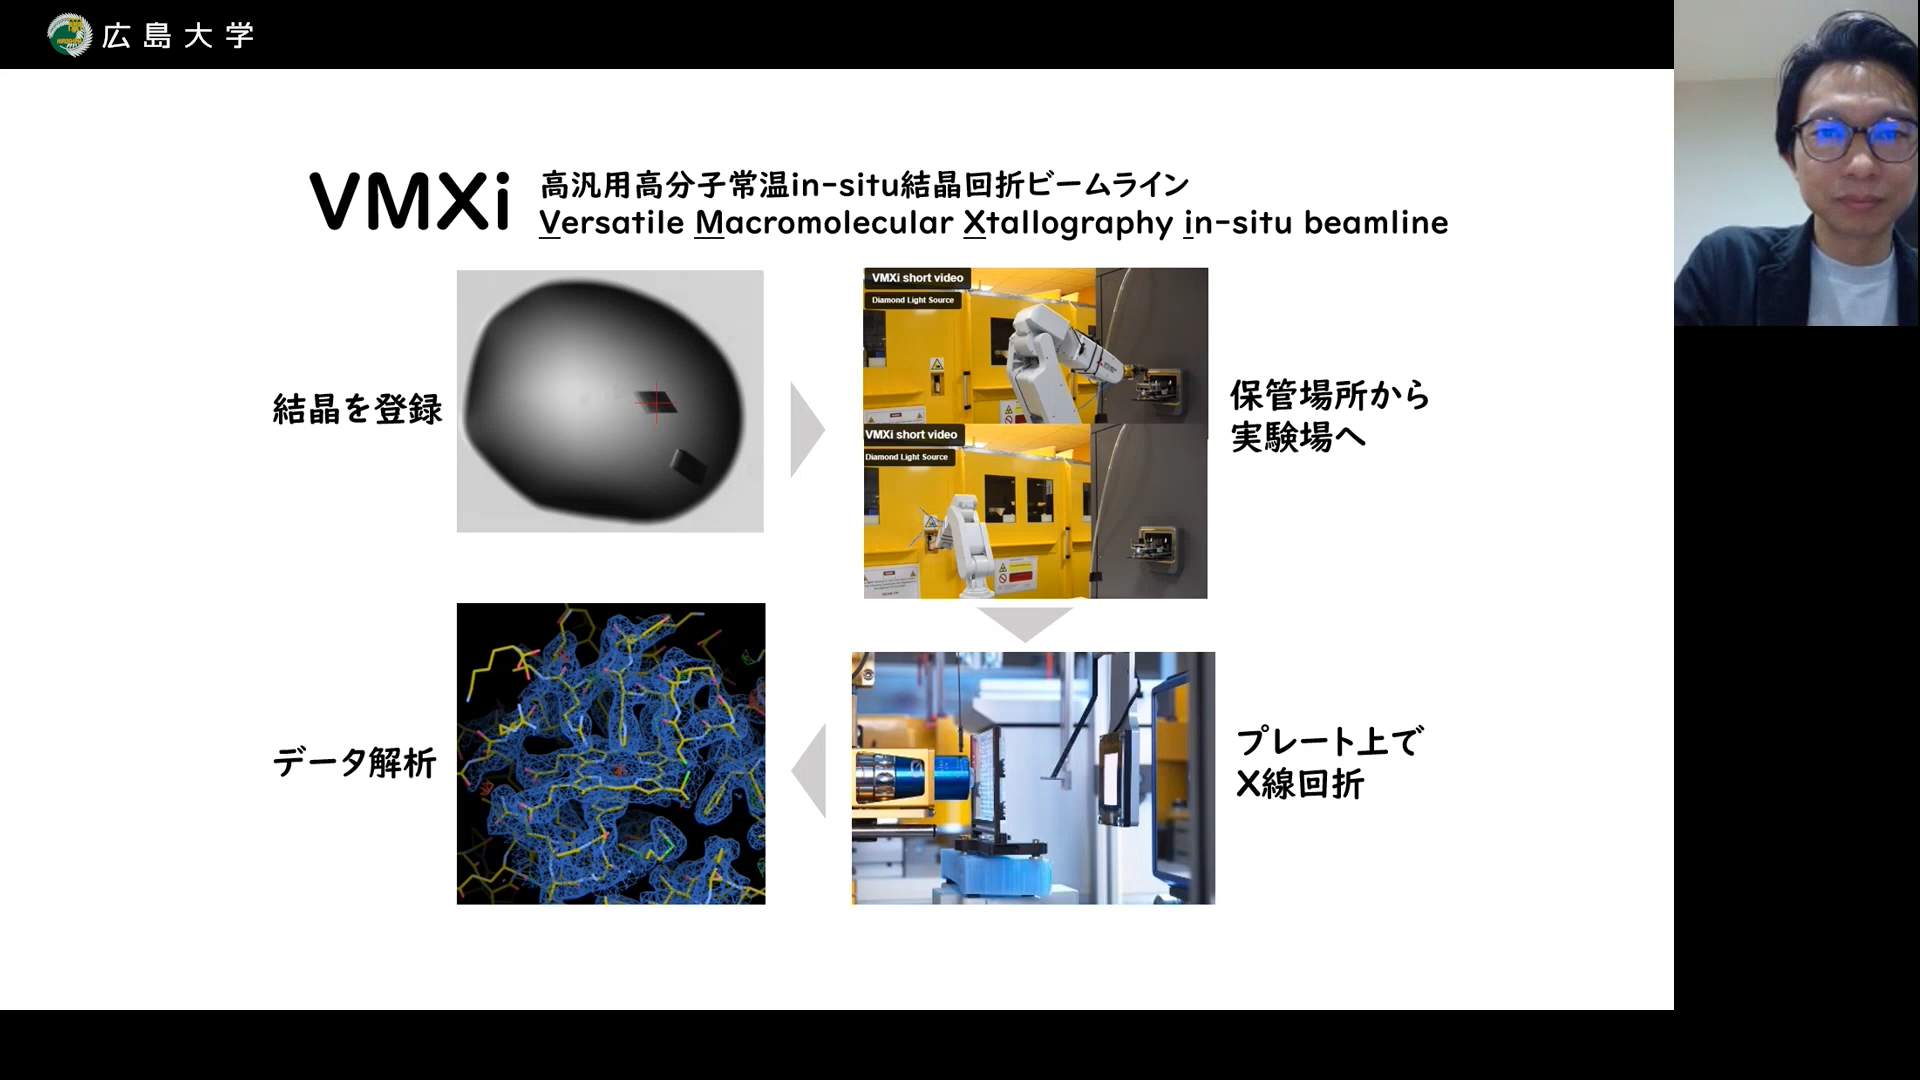 広島大学
VMXi
高汎用高分子常温in-situ結晶回折ビームライン
Versatile Macromolecular Xtallography in-situ beamline
結晶を登録
VMXi short video
Diamond Light Source
VMXi short video
Diamond Light Source
保管場所から
実験場へ
データ解析
プレート上で
X線回折